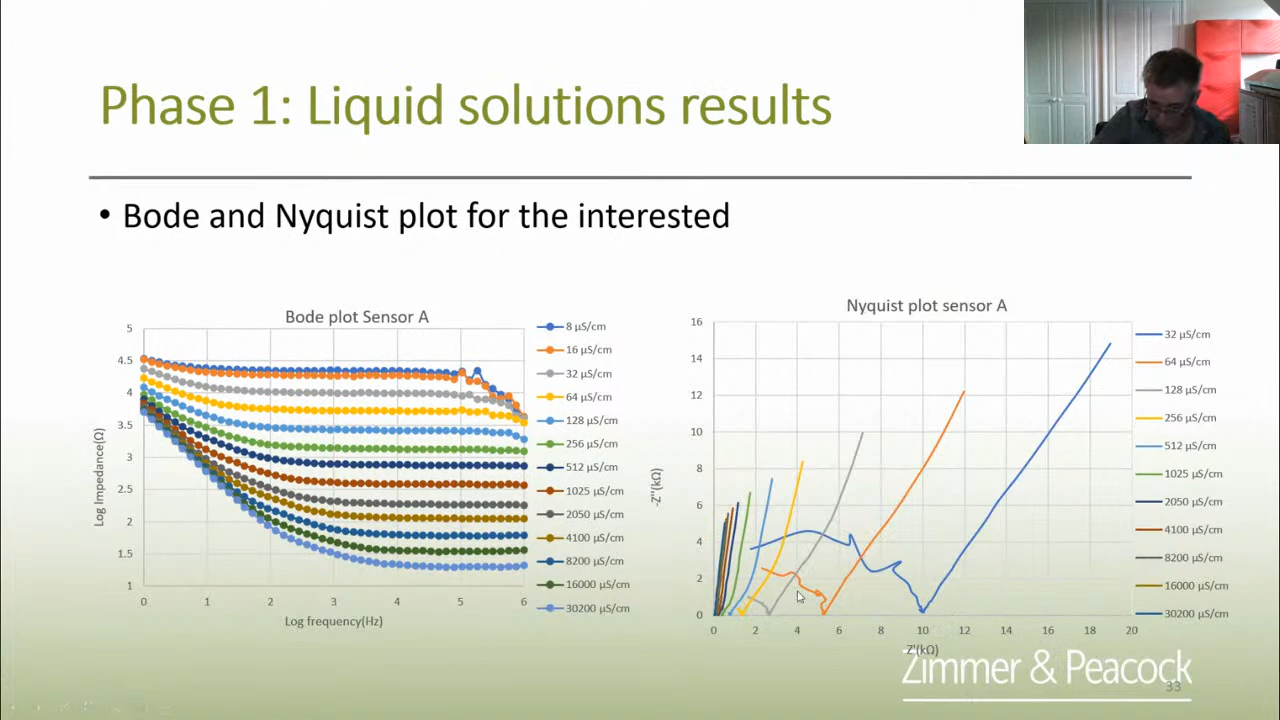 Phase 1: Liquid solutions results
• Bode and Nyquist plot for the interested
Bode plot Sensor A
5
4.5
4
3.5
3
2.5
2
1.5
1
Log Impedance(Ω)
0 1 2 3 4 5 6
Log frequency(Hz)
8 µS/cm
16 µS/cm
32 µS/cm
64 µS/cm
128 µS/cm
256 µS/cm
512 µS/cm
1025 µS/cm
2050 µS/cm
4100 µS/cm
8200 µS/cm
16000 µS/cm
30200 µS/cm
Nyquist plot sensor A
16
14
12
10
8
6
4
2
0
-Z''(kΩ)
0 2 4 6 8 10 12 14 16 18 20
Z'(kΩ)
32 µS/cm
64 µS/cm
128 µS/cm
256 µS/cm
512 µS/cm
1025 µS/cm
2050 µS/cm
4100 µS/cm
8200 µS/cm
16000 µS/cm
30200 µS/cm
Zimmer & Peacock
33